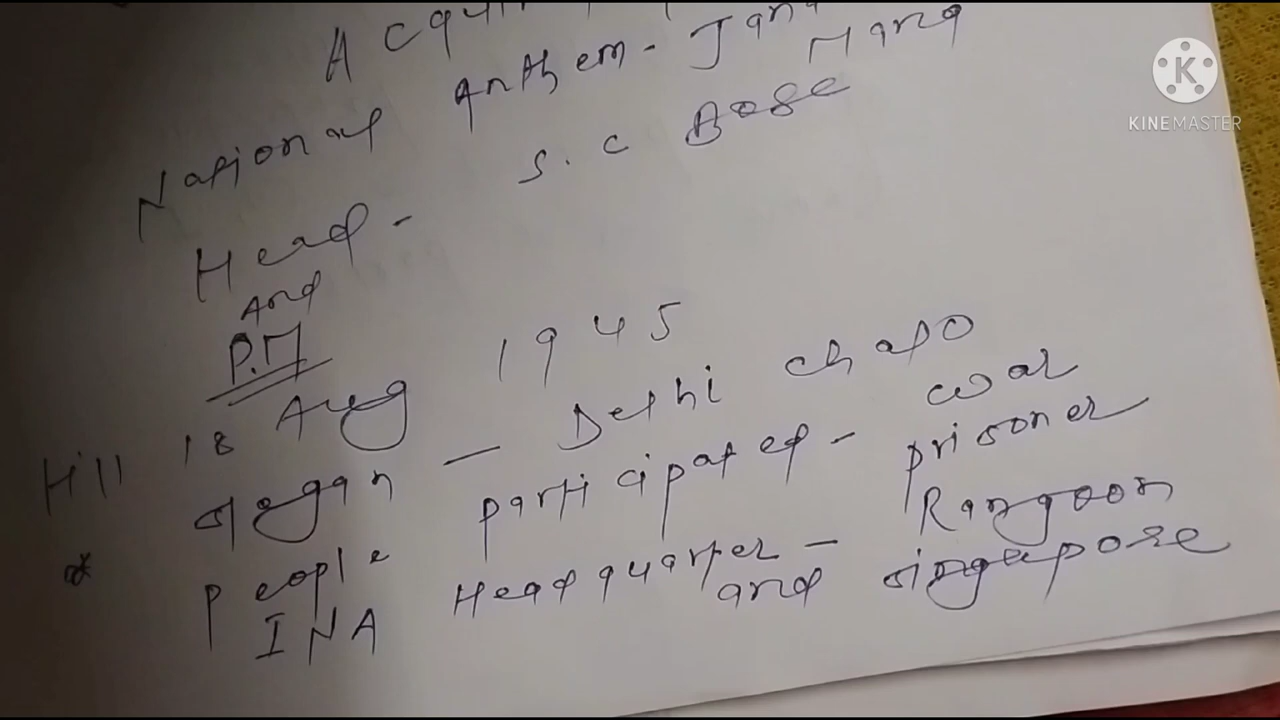 National Anthem - Jana
Mana
Head - S. C Bose
And
P.M
Till 18 Aug 1945
slogan - Delhi chalo
* People participated - war
prisoner
INA Headquarter - Rangoon
and singapore
KINEMASTER